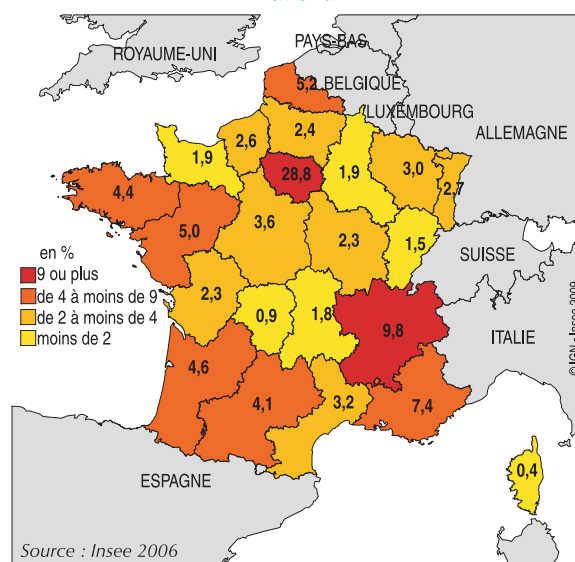 ROYAUME-UNI
PAYS-BAS
BELGIQUE
LUXEMBOURG
ALLEMAGNE
5,2
2,4
2,6
1,9
28,8
1,9
3,0
2,7
4,4
5,0
3,6
2,3
1,5
SUISSE
en %
9 ou plus
de 4 à moins de 9
de 2 à moins de 4
moins de 2
2,3
0,9
1,8
9,8
ITALIE
©IGN - Insee 2009
4,6
4,1
3,2
7,4
ESPAGNE
0,4
Source : Insee 2006